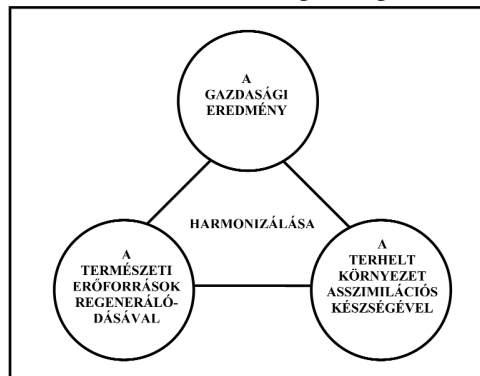 A
GAZDASÁGI
EREDMÉNY
HARMONIZÁLÁSA
A
TERMÉSZETI
ERŐFORRÁSOK
REGENERÁLÓ-
DÁSÁVAL
A
TERHELT
KÖRNYEZET
ASSZIMILÁCIÓS
KÉSZSÉGÉVEL